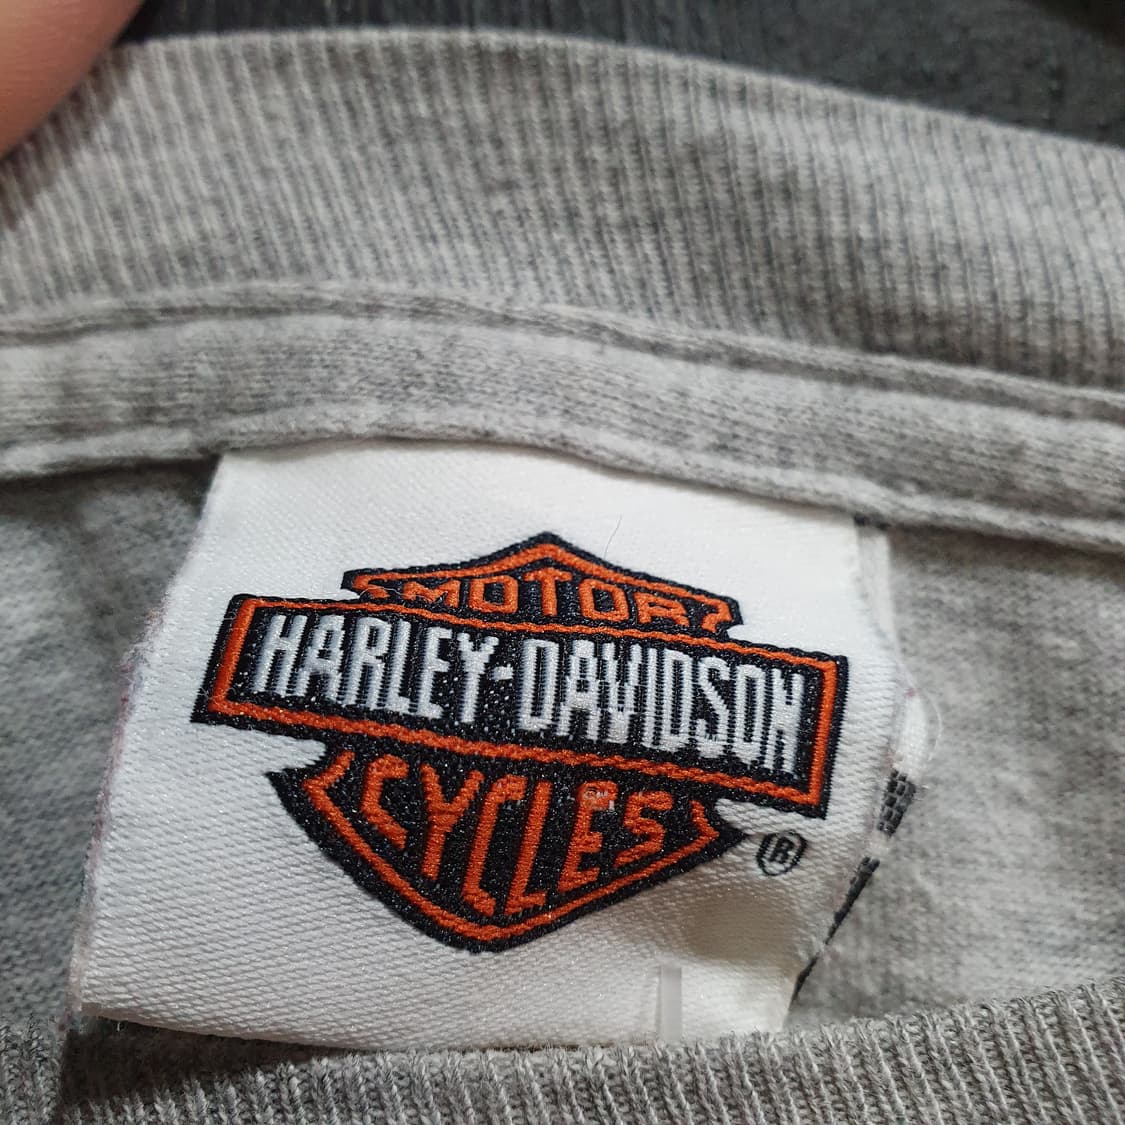 MOTOR
HARLEY-DAVIDSON
CYCLES
®